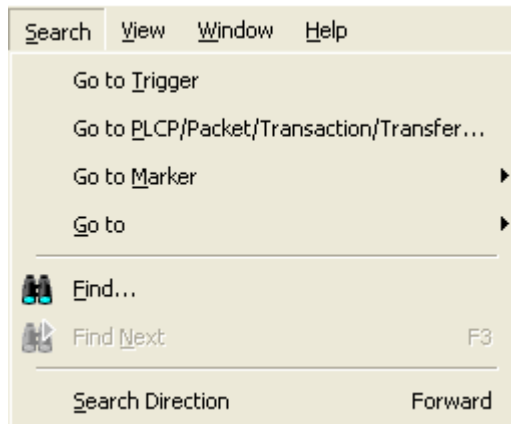 Search View Window Help
Go to Trigger
Go to PLCP/Packet/Transaction/Transfer...
Go to Marker
Go to
Find...
Find Next F3
Search Direction Forward